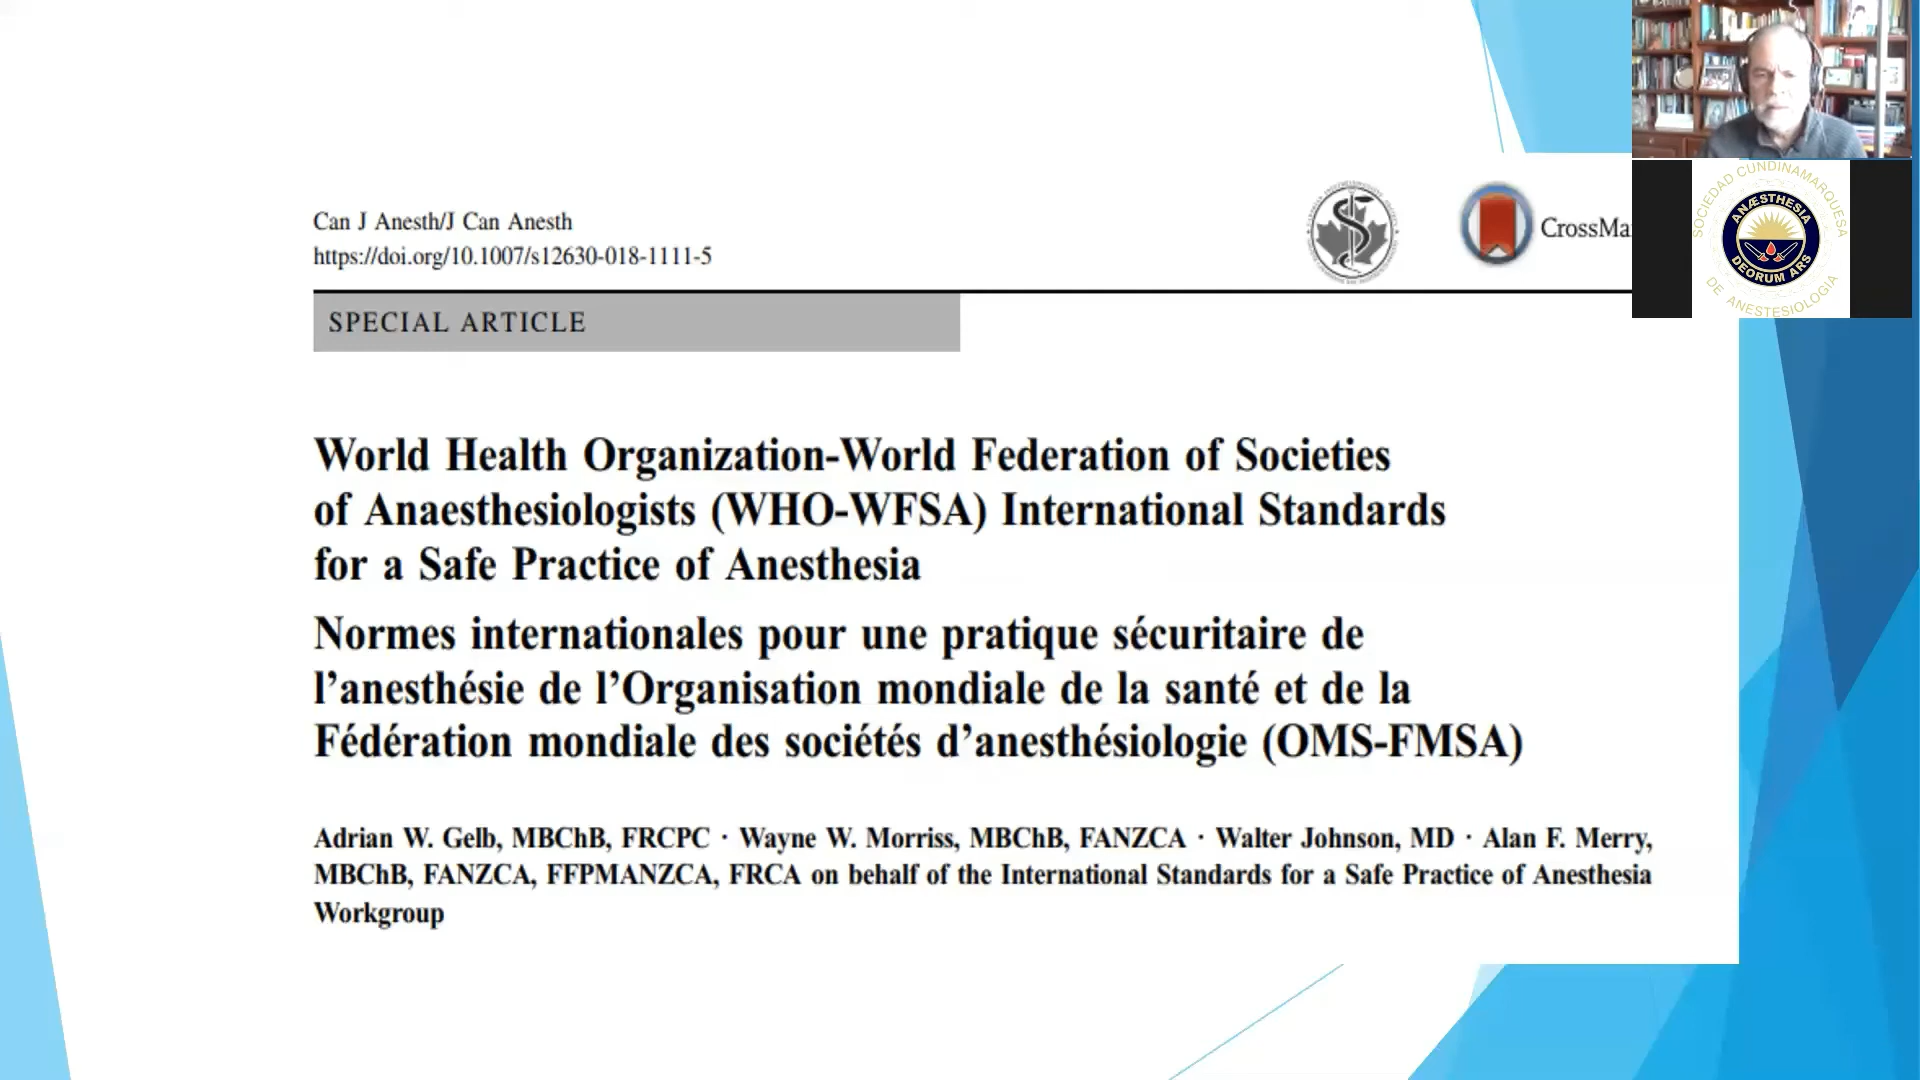 Can J Anesth/J Can Anesth
https://doi.org/10.1007/s12630-018-1111-5
CrossMa
SPECIAL ARTICLE
World Health Organization-World Federation of Societies
of Anaesthesiologists (WHO-WFSA) International Standards
for a Safe Practice of Anesthesia
Normes internationales pour une pratique sécuritaire de
l’anesthésie de l’Organisation mondiale de la santé et de la
Fédération mondiale des sociétés d’anesthésiologie (OMS-FMSA)
Adrian W. Gelb, MBChB, FRCPC · Wayne W. Morriss, MBChB, FANZCA · Walter Johnson, MD · Alan F. Merry,
MBChB, FANZCA, FFPMANZCA, FRCA on behalf of the International Standards for a Safe Practice of Anesthesia
Workgroup
SOCIEDAD CUNDINAMARQUESA
DE ANESTESIOLOGIA
ANÆSTHESIA
DEORUM ARS